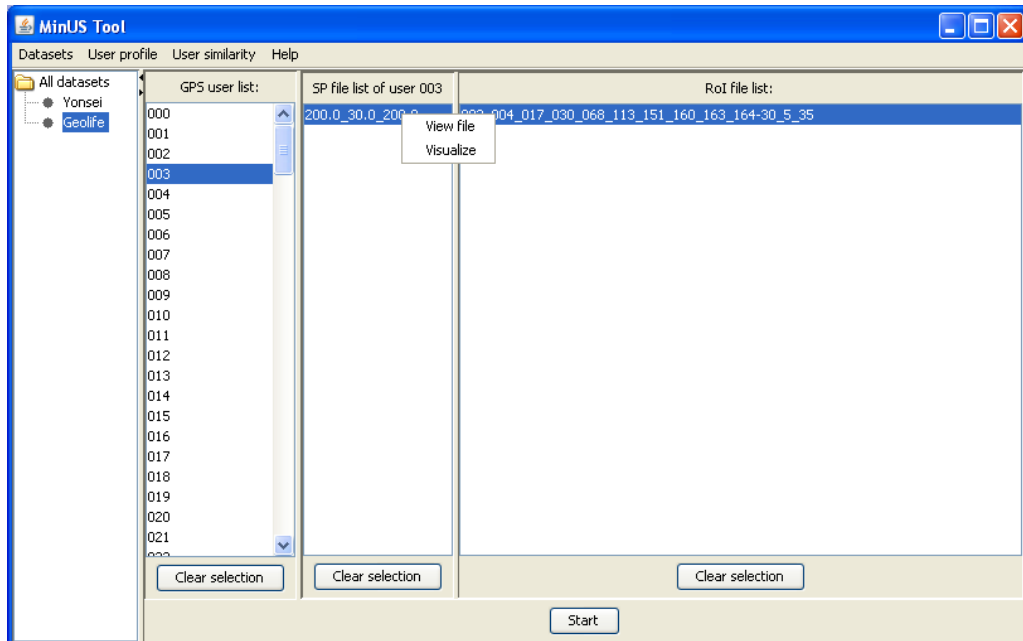 MinUS Tool
Datasets User profile User similarity Help
All datasets
Yonsei
Geolife
GPS user list:
000
001
002
003
004
005
006
007
008
009
010
011
012
013
014
015
016
017
018
019
020
021
Clear selection
SP file list of user 003
200.0_30.0_200.0
View file
Visualize
Clear selection
RoI file list:
003_004_017_030_068_113_151_160_163_164-30_5_35
Clear selection
Start